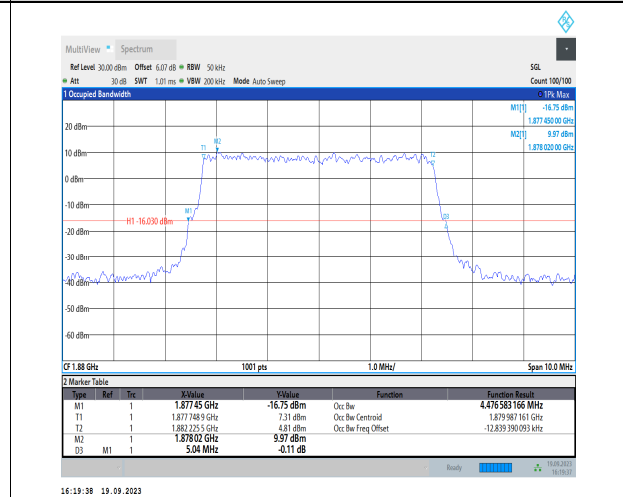 MultiView Spectrum
Ref Level 30.00 dBm Offset 6.07 dB RBW 50 kHz SGL
Att 30 dB SWT 1.01 ms VBW 200 kHz Mode Auto Sweep Count 100/100
1 Occupied Bandwidth 1Pk Max
M1[1] -16.75 dBm
1.877 450 00 GHz
M2[1] 9.97 dBm
1.878 020 00 GHz
20 dBm
M2
T1
T2
10 dBm
0 dBm
-10 dBm
M1
D3
H1 -16.030 dBm
-20 dBm
-30 dBm
-40 dBm
-50 dBm
-60 dBm
CF 1.88 GHz 1001 pts 1.0 MHz/ Span 10.0 MHz
2 Marker Table
Type Ref Trc X-Value Y-Value Function Function Result
M1 1 1.877 45 GHz -16.75 dBm Occ Bw 4.476 583 166 MHz
T1 1 1.877 748 9 GHz 7.31 dBm Occ Bw Centroid 1.879 987 161 GHz
T2 1 1.882 225 5 GHz 4.81 dBm Occ Bw Freq Offset -12.839 390 093 kHz
M2 1 1.878 02 GHz 9.97 dBm
D3 M1 1 5.04 MHz -0.11 dB
Ready 19.09.2023
16:19:37
16:19:38 19.09.2023